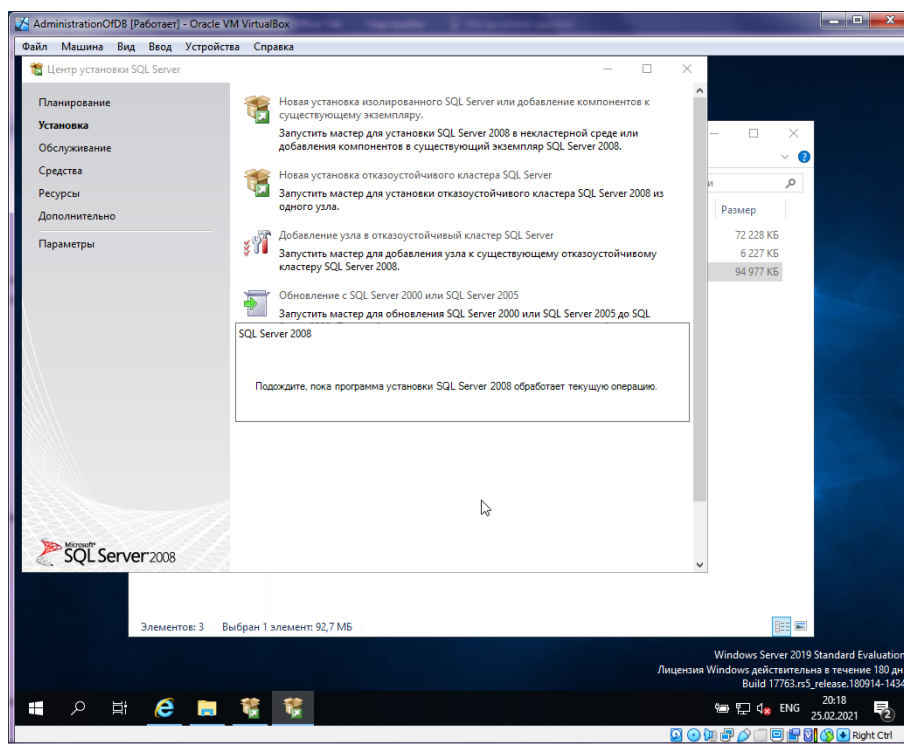 AdministrationOfDB [Работает] - Oracle VM VirtualBox
Файл Машина Вид Ввод Устройства Справка
Центр установки SQL Server
Планирование
Установка
Обслуживание
Средства
Ресурсы
Дополнительно
Параметры
Новая установка изолированного SQL Server или добавление компонентов к
существующему экземпляру.
Запустить мастер для установки SQL Server 2008 в некластерной среде или
добавления компонентов в существующий экземпляр SQL Server 2008.
Новая установка отказоустойчивого кластера SQL Server
Запустить мастер для установки отказоустойчивого кластера SQL Server 2008 из
одного узла.
Добавление узла в отказоустойчивый кластер SQL Server
Запустить мастер для добавления узла к существующему отказоустойчивому
кластеру SQL Server 2008.
Обновление с SQL Server 2000 или SQL Server 2005
Запустить мастер для обновления SQL Server 2000 или SQL Server 2005 до SQL
SQL Server 2008
Подождите, пока программа установки SQL Server 2008 обработает текущую операцию.
Microsoft
SQL Server 2008
и
Размер
72 228 КБ
6 227 КБ
94 977 КБ
Элементов: 3 Выбран 1 элемент: 92,7 МБ
Windows Server 2019 Standard Evaluation
Лицензия Windows действительна в течение 180 дн
Build 17763.rs5_release.180914-1434
ENG
20:18
25.02.2021
2
Right Ctrl